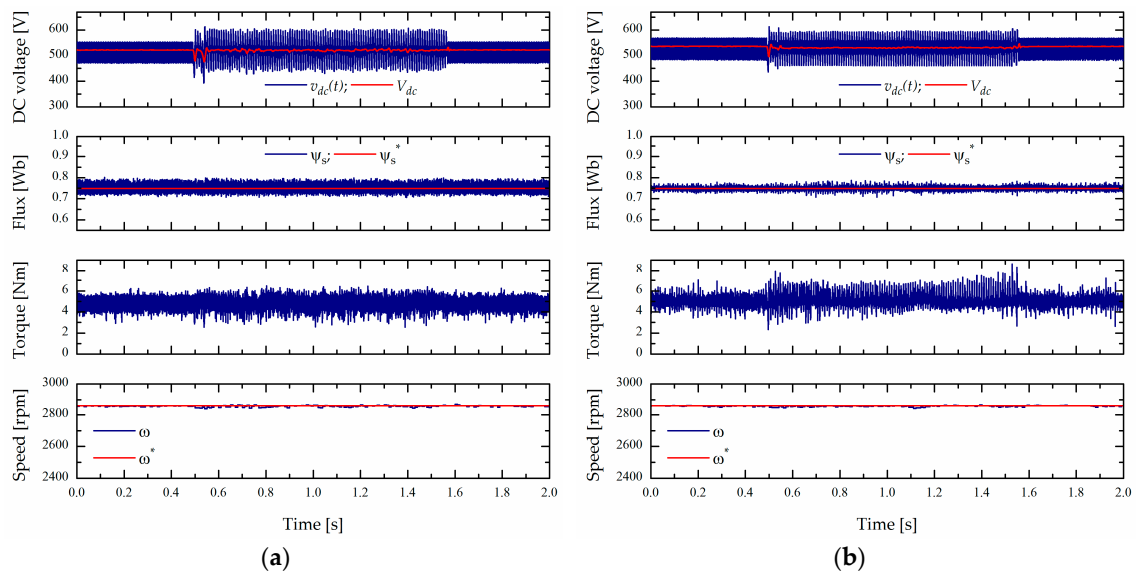 DC voltage [V]
600
500
400
300
v_dc(t); V_dc
Flux [Wb]
1.0
0.9
0.8
0.7
0.6
ψ_s; ψ_s^*
Torque [Nm]
8
6
4
2
0
Speed [rpm]
3000
2800
2600
2400
ω
ω^*
0.0 0.2 0.4 0.6 0.8 1.0 1.2 1.4 1.6 1.8 2.0
Time [s]
(a)
DC voltage [V]
600
500
400
300
v_dc(t); V_dc
Flux [Wb]
1.0
0.9
0.8
0.7
0.6
ψ_s; ψ_s^*
Torque [Nm]
8
6
4
2
0
Speed [rpm]
3000
2800
2600
2400
ω
ω^*
0.0 0.2 0.4 0.6 0.8 1.0 1.2 1.4 1.6 1.8 2.0
Time [s]
(b)